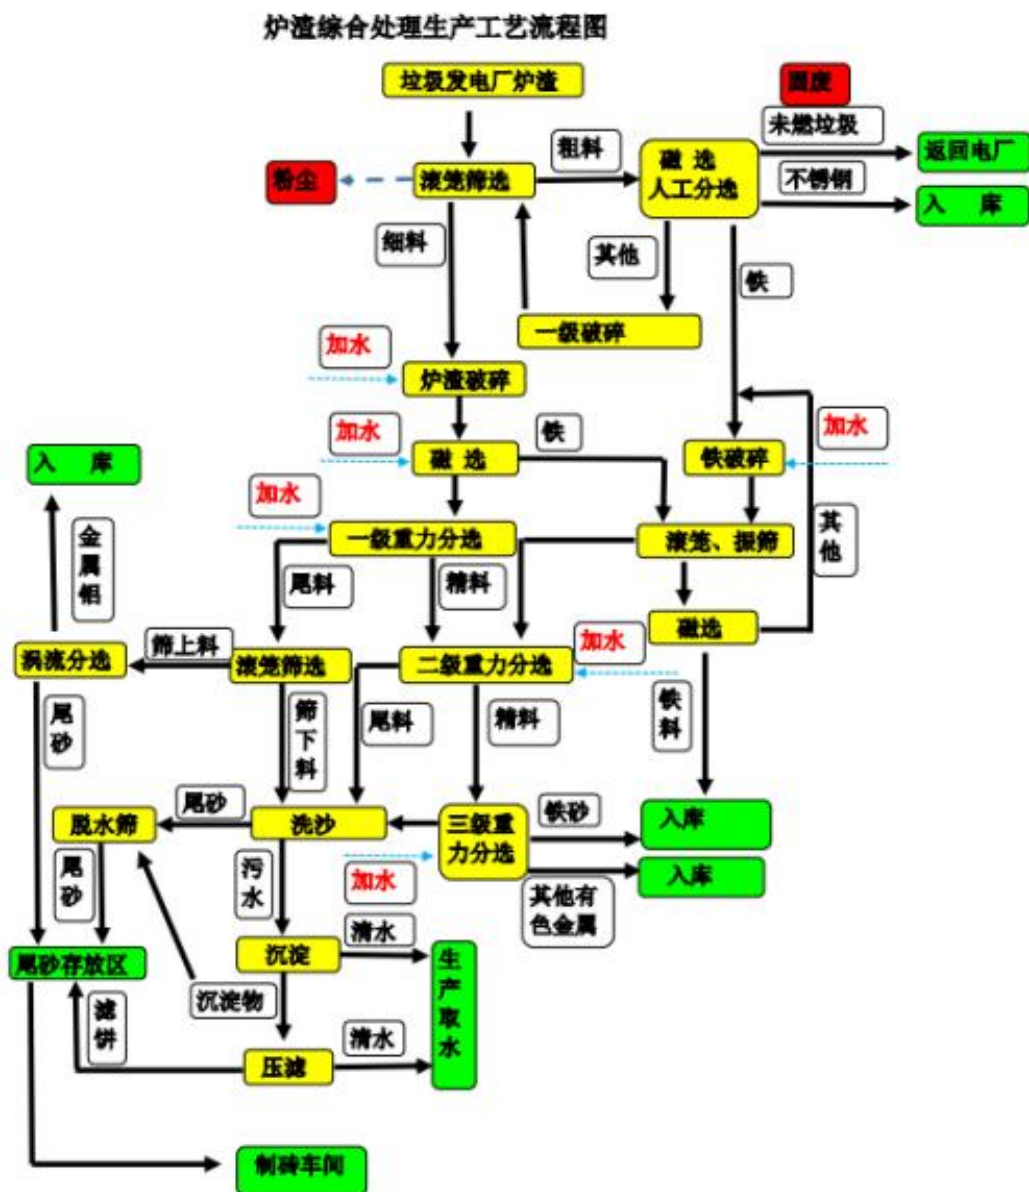 炉渣综合处理生产工艺流程图
垃圾发电厂炉渣
固废
未燃垃圾
返回电厂
粗料
磁 选
人工分选
粉尘
滚笼筛选
不锈钢
入 库
细料
其他
铁
一级破碎
加水
炉渣破碎
加水
铁
加水
入 库
磁 选
铁破碎
加水
一级重力分选
滚笼、振筛
其
他
金
属
铝
尾料
精料
磁选
涡流分选
筛上料
滚笼筛选
二级重力分选
加水
尾
砂
筛
下
料
尾料
精料
铁
料
尾砂
脱水筛
洗沙
三级重
力分选
铁砂
入库
尾
砂
污
水
加水
其他有
色金属
入库
清水
沉淀
生
产
取
水
尾砂存放区
滤
饼
沉淀物
压滤
清水
制砖车间